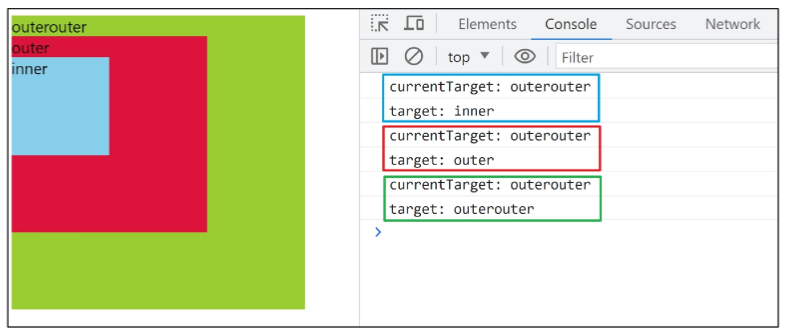 outerouter
outer
inner
Elements Console Sources Network
top Filter
currentTarget: outerouter
target: inner
currentTarget: outerouter
target: outer
currentTarget: outerouter
target: outerouter